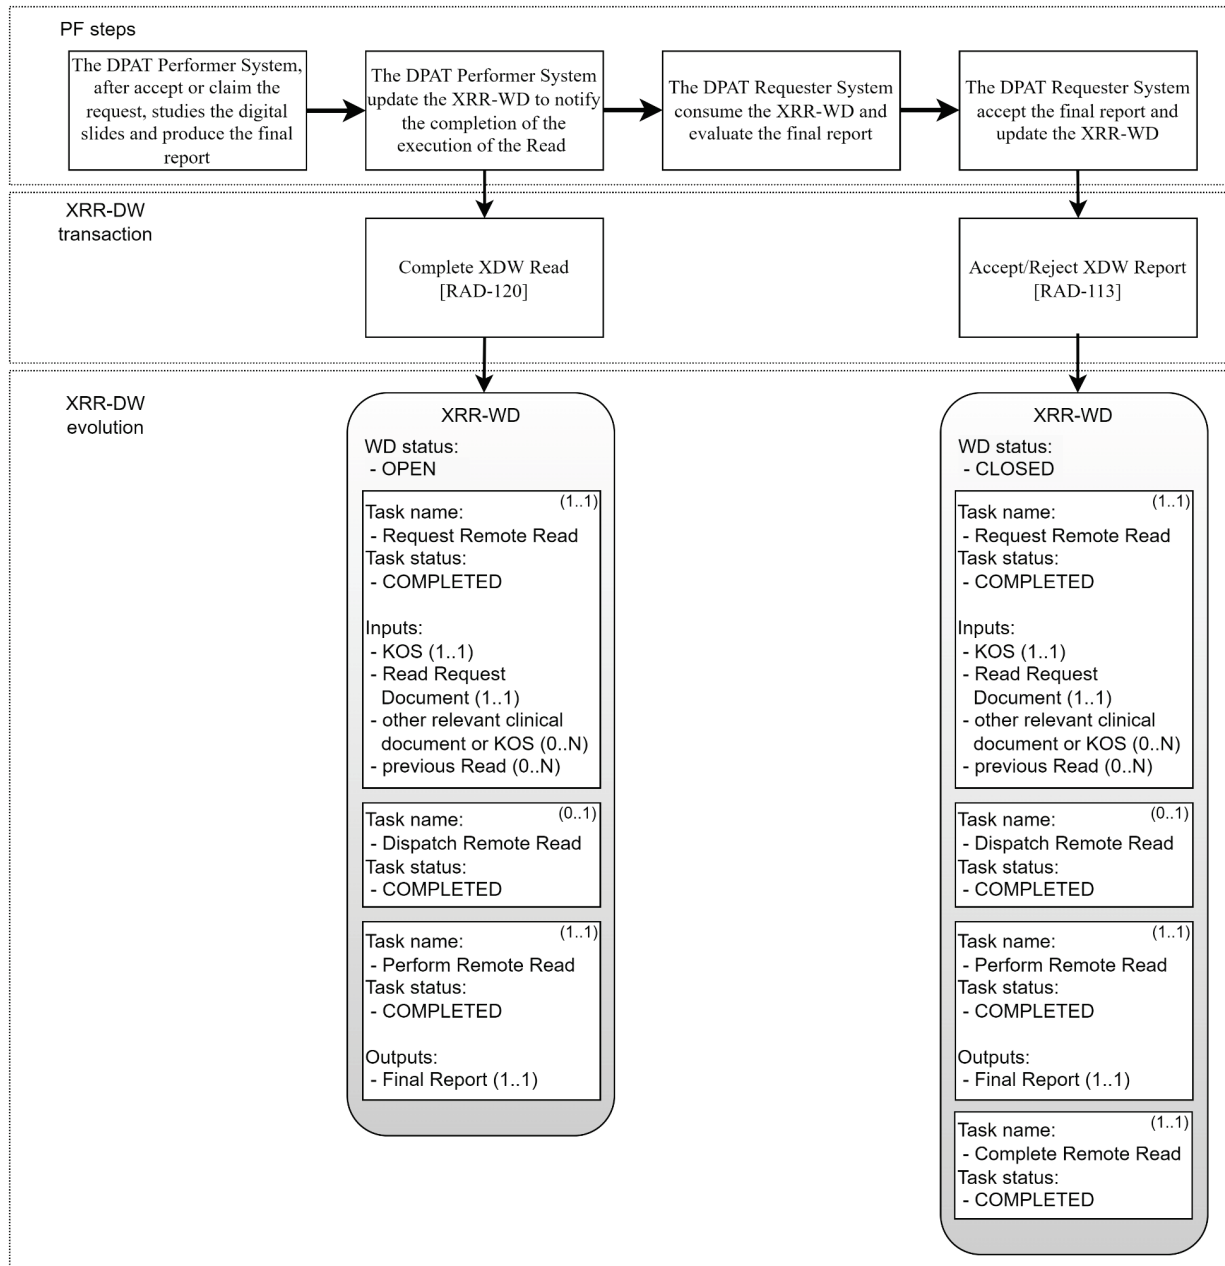 PF steps
The DPAT Performer System,
after accept or claim the
request, studies the digital
slides and produce the final
report
The DPAT Performer System
update the XRR-WD to notify
the completion of the
execution of the Read
The DPAT Requester System
consume the XRR-WD and
evaluate the final report
The DPAT Requester System
accept the final report and
update the XRR-WD
XRR-DW
transaction
Complete XDW Read
[RAD-120]
Accept/Reject XDW Report
[RAD-113]
XRR-DW
evolution
XRR-WD
WD status:
- OPEN
(1..1)
Task name:
- Request Remote Read
Task status:
- COMPLETED
Inputs:
- KOS (1..1)
- Read Request
Document (1..1)
- other relevant clinical
document or KOS (0..N)
- previous Read (0..N)
(0..1)
Task name:
- Dispatch Remote Read
Task status:
- COMPLETED
(1..1)
Task name:
- Perform Remote Read
Task status:
- COMPLETED
Outputs:
- Final Report (1..1)
XRR-WD
WD status:
- CLOSED
(1..1)
Task name:
- Request Remote Read
Task status:
- COMPLETED
Inputs:
- KOS (1..1)
- Read Request
Document (1..1)
- other relevant clinical
document or KOS (0..N)
- previous Read (0..N)
(0..1)
Task name:
- Dispatch Remote Read
Task status:
- COMPLETED
(1..1)
Task name:
- Perform Remote Read
Task status:
- COMPLETED
Outputs:
- Final Report (1..1)
(1..1)
Task name:
- Complete Remote Read
Task status:
- COMPLETED